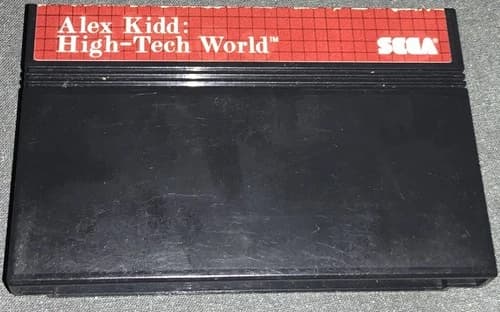 Alex Kidd:
High-Tech World™
SEGA